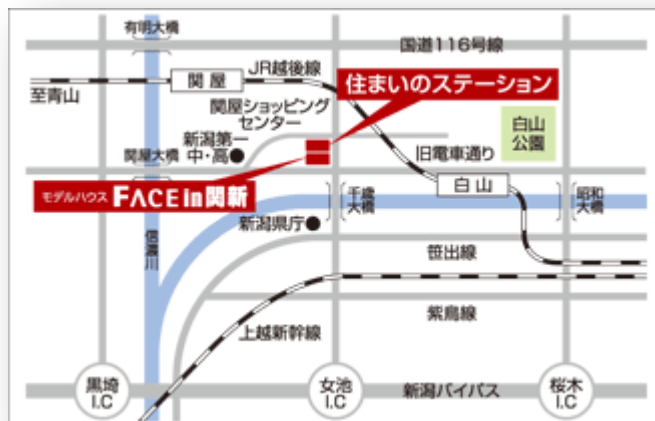 有明大橋
国道116号線
関屋
JR越後線
住まいのステーション
至青山
関屋ショッピング
センター
白山
公園
新潟第一
中・高
旧電車通り
関屋大橋
モデルハウス FACE in 関新
白山
千歳
大橋
昭和
大橋
新潟県庁
信濃川
笹出線
紫鳥線
上越新幹線
黒埼
I.C
女池
I.C
新潟バイパス
桜木
I.C